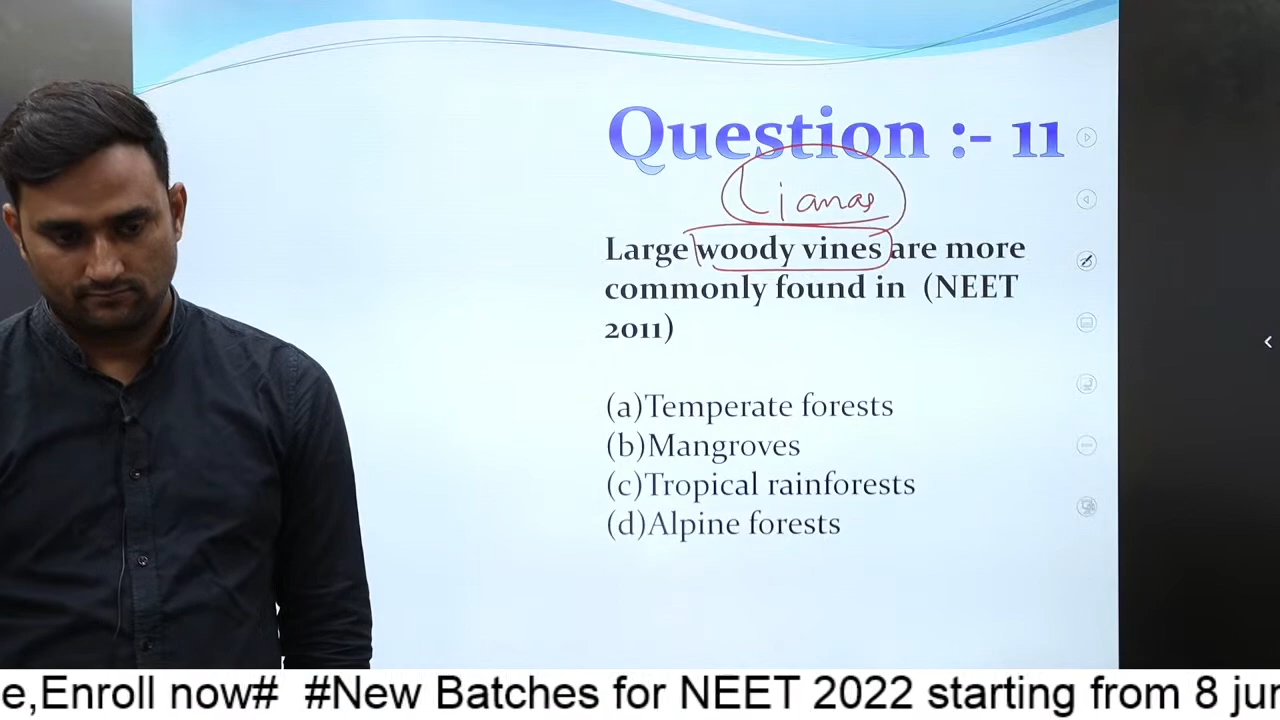 Question :- 11
Lianas
Large woody vines are more
commonly found in (NEET
2011)
(a)Temperate forests
(b)Mangroves
(c)Tropical rainforests
(d)Alpine forests
e,Enroll now# #New Batches for NEET 2022 starting from 8 jun